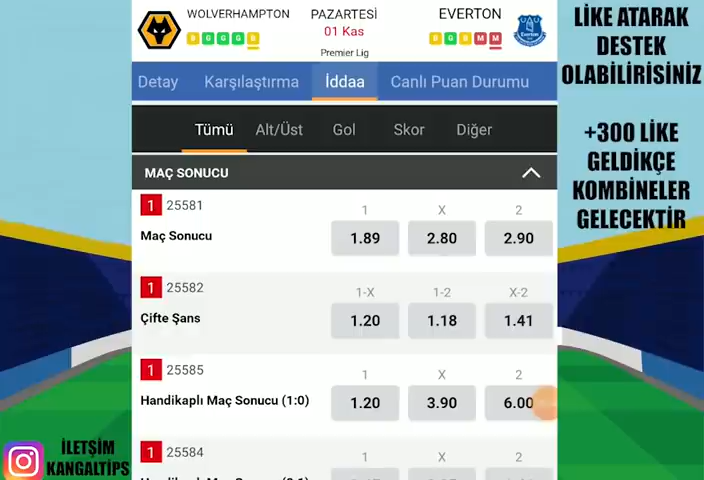 WOLVERHAMPTON
B G G G B
PAZARTESİ
01 Kas
Premier Lig
EVERTON
B G B M M
Everton
Detay Karşılaştırma İddaa Canlı Puan Durumu
Tümü Alt/Üst Gol Skor Diğer
MAÇ SONUCU
1 25581
Maç Sonucu
1 X 2
1.89 2.80 2.90
1 25582
Çifte Şans
1-X 1-2 X-2
1.20 1.18 1.41
1 25585
Handikaplı Maç Sonucu (1:0)
1 X 2
1.20 3.90 6.00
1 25584
1 X 2
LİKE ATARAK
DESTEK
OLABİLİRİSİNİZ
+300 LİKE
GELDİKÇE
KOMBİNELER
GELECEKTİR
İLETŞİM
KANGALTİPS